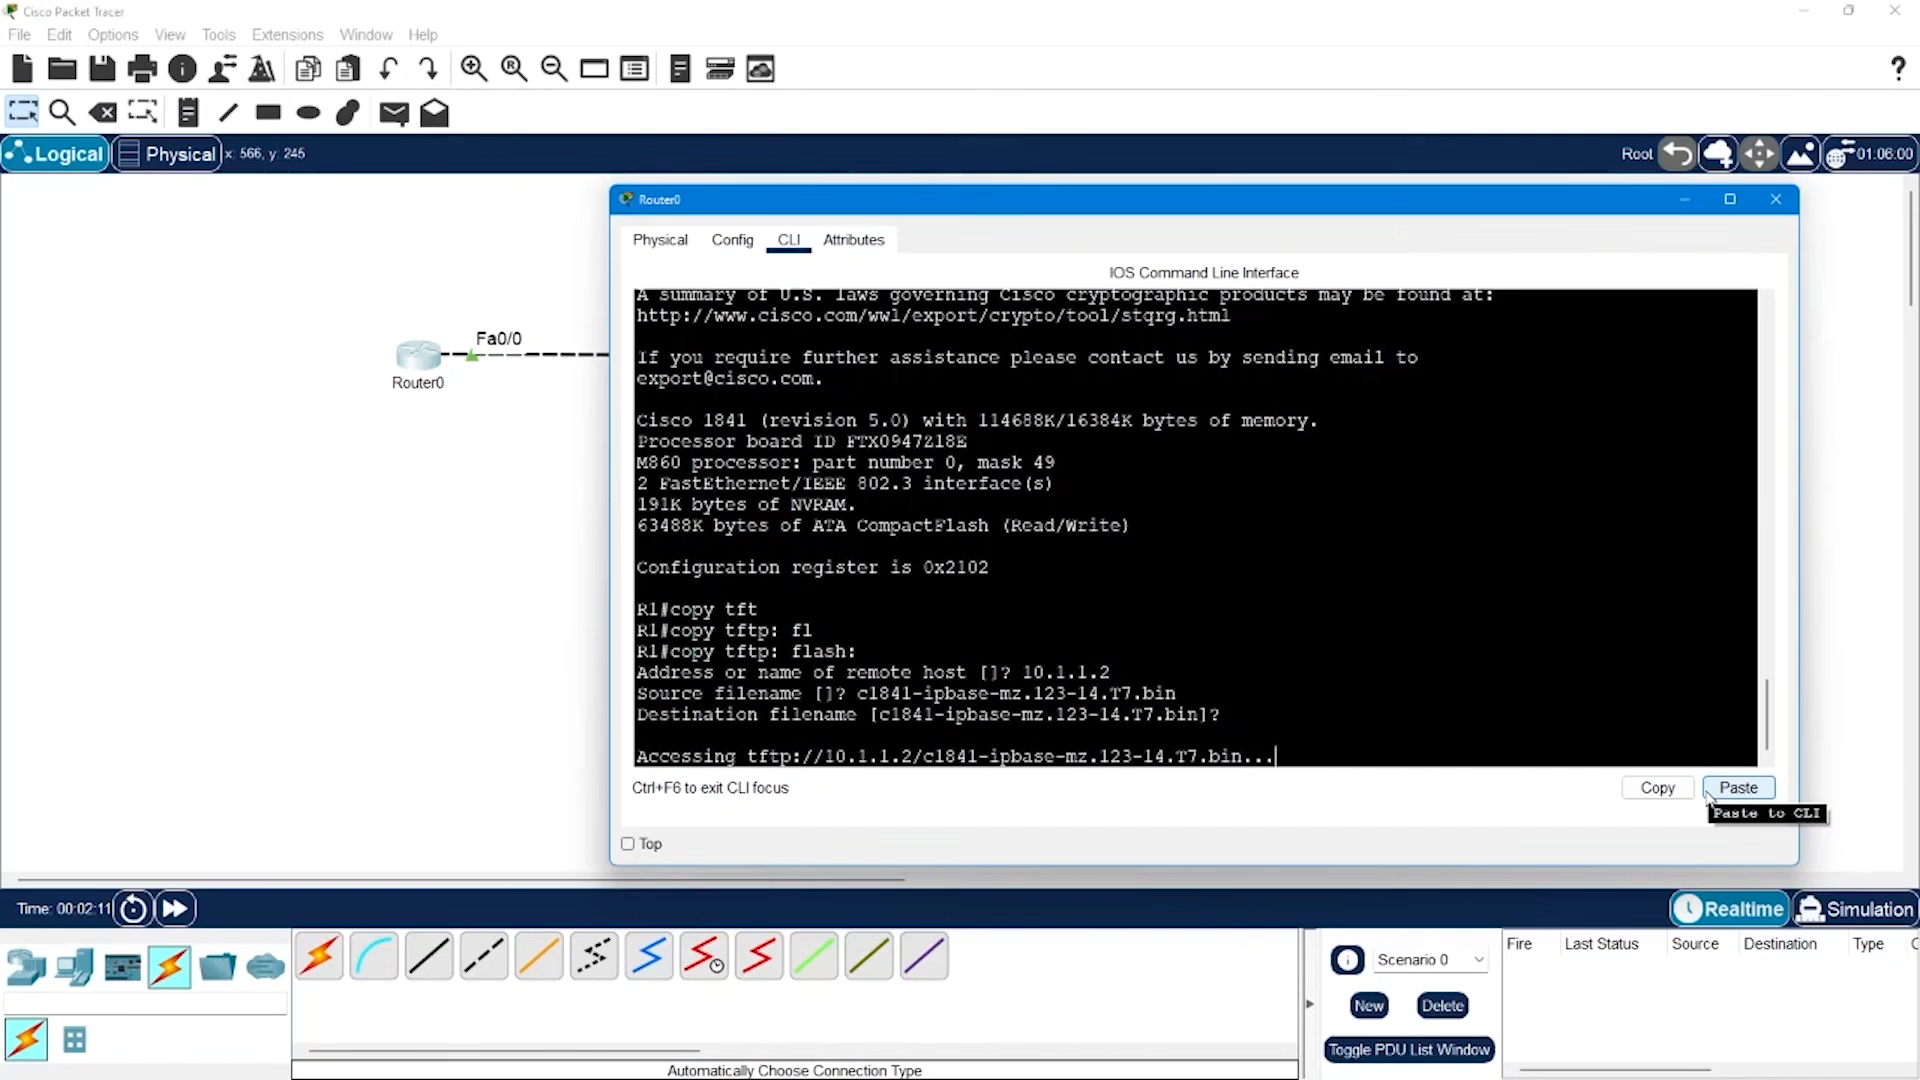 Cisco Packet Tracer
File Edit Options View Tools Extensions Window Help
?
Logical Physical x: 566, y: 245 Root 01:06:00
Router0
Physical Config CLI Attributes
IOS Command Line Interface
A summary of U.S. laws governing Cisco cryptographic products may be found at:
http://www.cisco.com/wwl/export/crypto/tool/stqrg.html
If you require further assistance please contact us by sending email to
export@cisco.com.
Cisco 1841 (revision 5.0) with 114688K/16384K bytes of memory.
Processor board ID FTX0947Z18E
M860 processor: part number 0, mask 49
2 FastEthernet/IEEE 802.3 interface(s)
191K bytes of NVRAM.
63488K bytes of ATA CompactFlash (Read/Write)
Configuration register is 0x2102
R1#copy tft
R1#copy tftp: fl
R1#copy tftp: flash:
Address or name of remote host []? 10.1.1.2
Source filename []? c1841-ipbase-mz.123-14.T7.bin
Destination filename [c1841-ipbase-mz.123-14.T7.bin]?
Accessing tftp://10.1.1.2/c1841-ipbase-mz.123-14.T7.bin...
Ctrl+F6 to exit CLI focus
Copy Paste
Paste to CLI
Top
Fa0/0
Router0
Time: 00:02:11 Realtime Simulation
Scenario 0
New Delete
Toggle PDU List Window
Fire Last Status Source Destination Type
Automatically Choose Connection Type